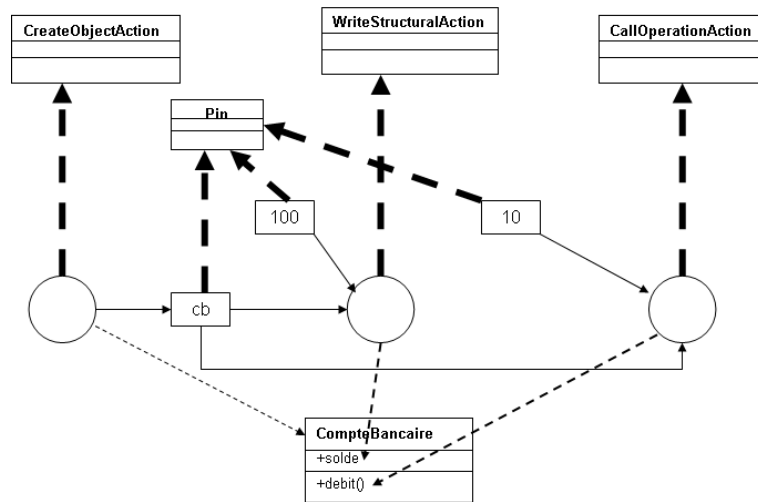 CreateObjectAction
WriteStructuralAction
CallOperationAction
Pin
100
10
cb
CompteBancaire
+solde
+debit()